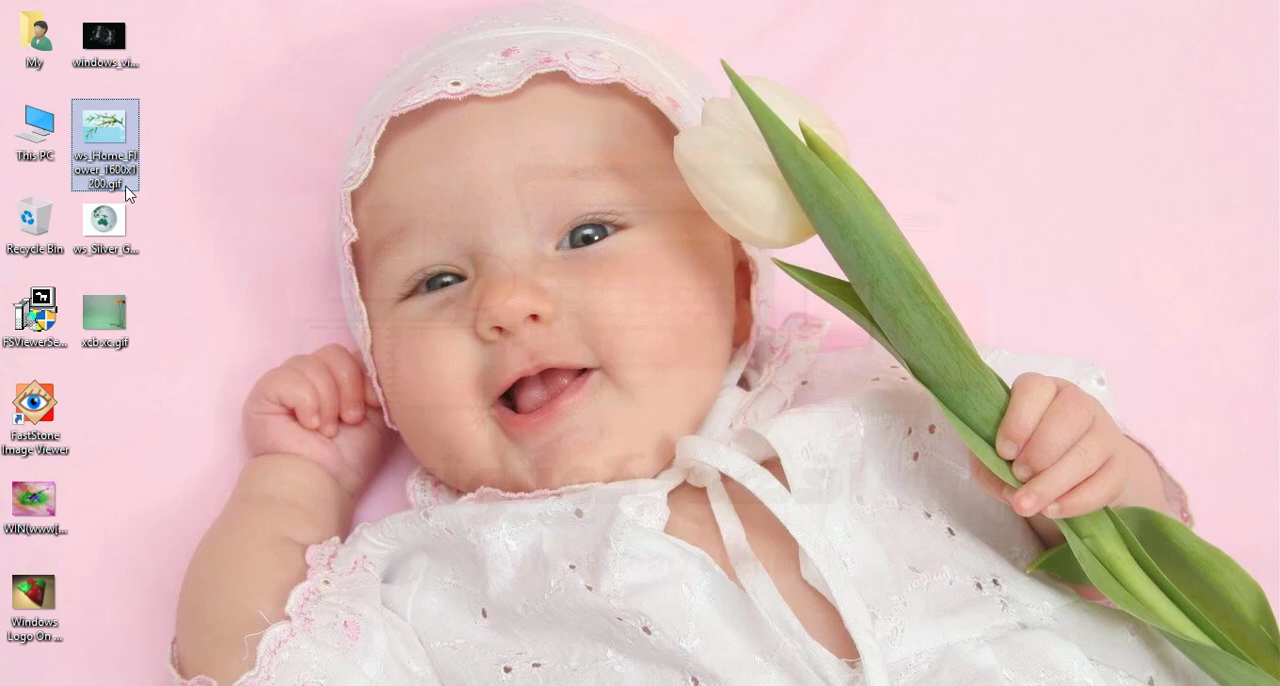 My
windows_vi...
This PC
ws_Home_Fl
ower_1600x1
200.gif
Recycle Bin
ws_Silver_G...
FSViewerSe...
xcb xc.gif
FastStone
Image Viewer
WIN(www[...
Windows
Logo On ...